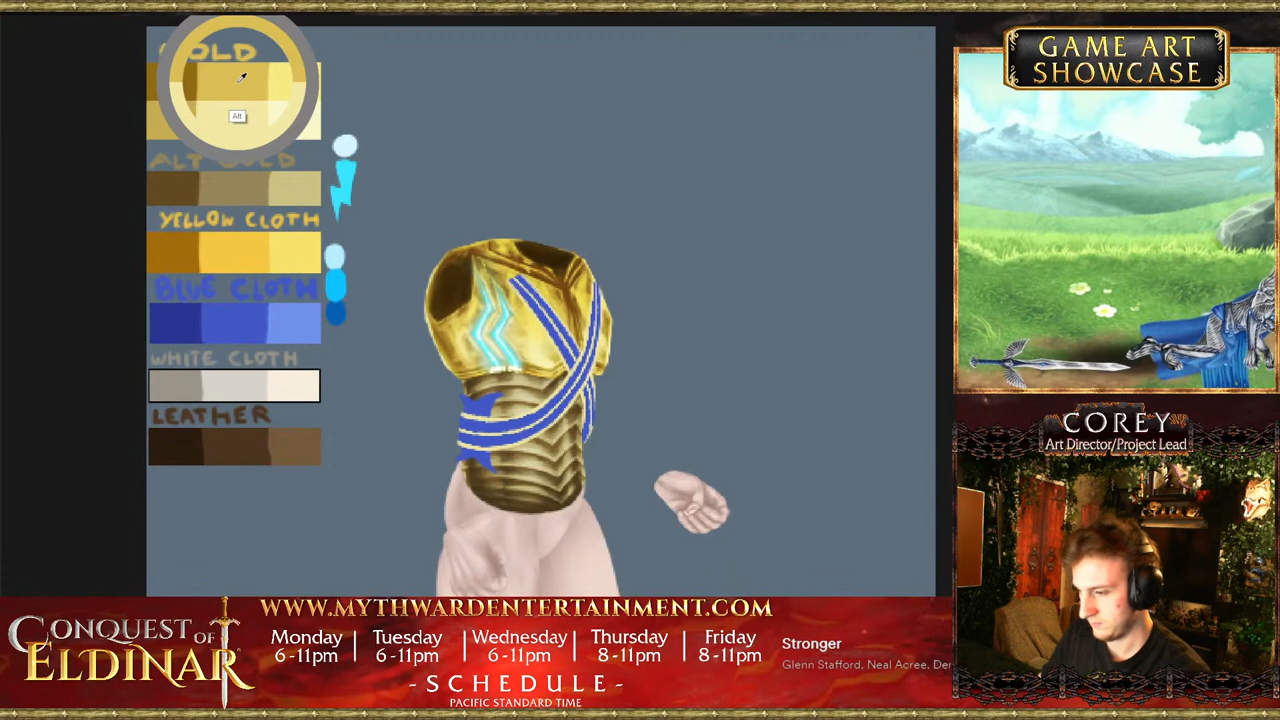 OLD
Alt
ALT GOLD
YELLOW CLOTH
BLUE CLOTH
WHITE CLOTH
LEATHER
GAME ART
SHOWCASE
COREY
Art Director/Project Lead
CONQUEST OF
ELDINAR
WWW.MYTHWARDENTERTAINMENT.COM
Monday | Tuesday | Wednesday | Thursday | Friday
6-11pm | 6-11pm | 6-11pm | 8-11pm | 8-11pm
- SCHEDULE -
PACIFIC STANDARD TIME
Stronger
Glenn Stafford, Neal Acree, Der